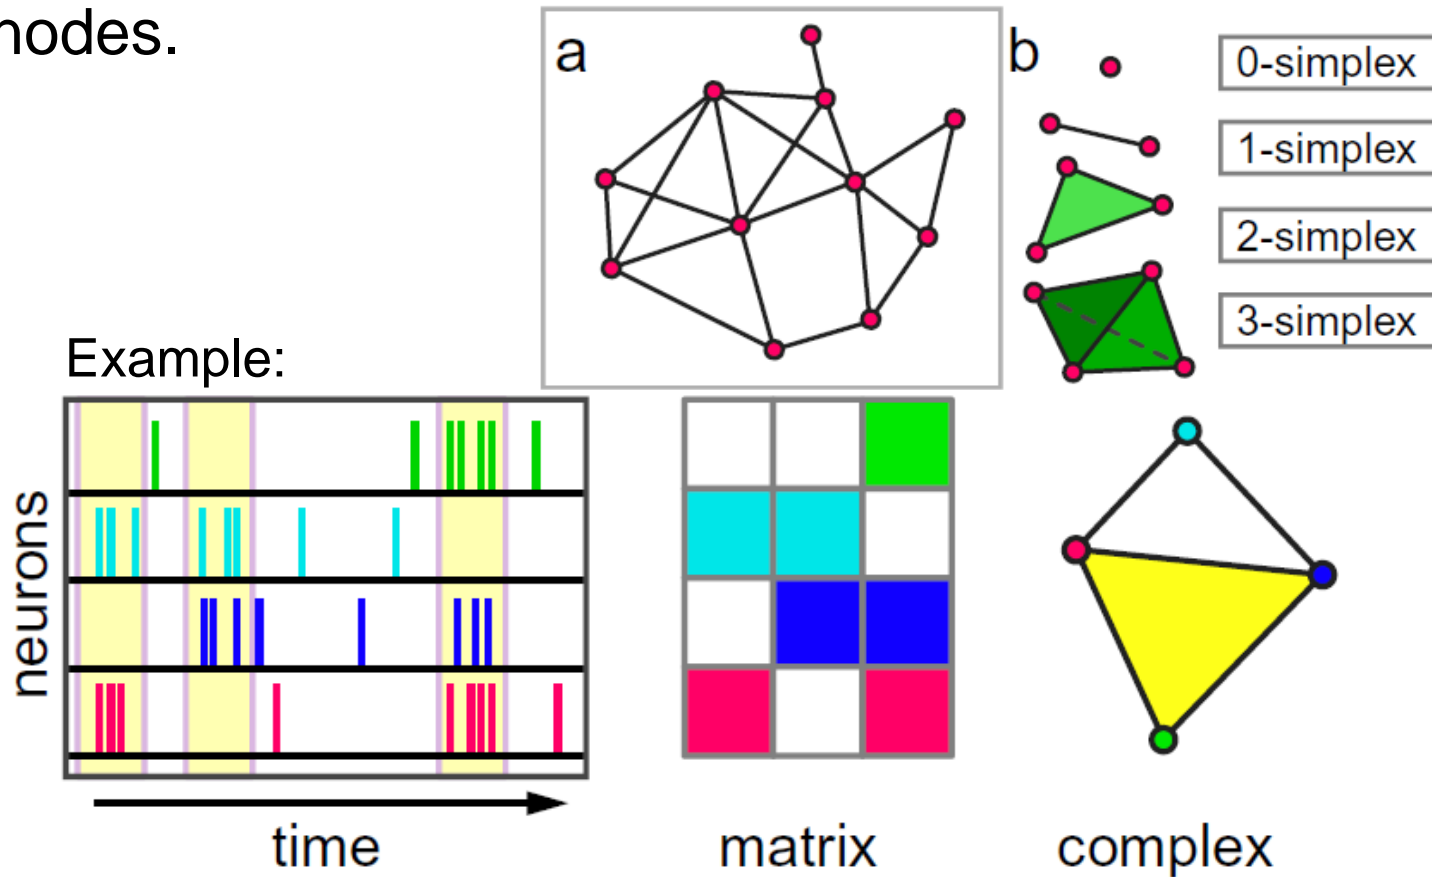 nodes.
a
b
0-simplex
1-simplex
2-simplex
3-simplex
Example:
neurons
time
matrix
complex